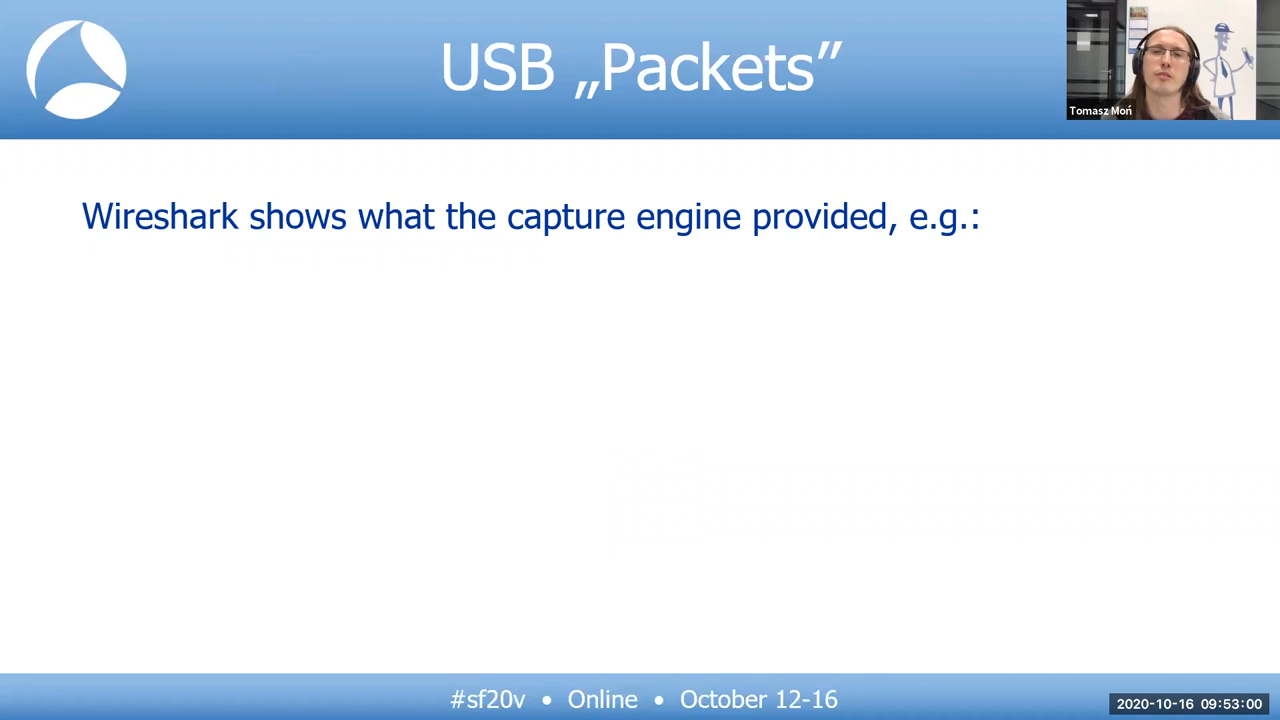 USB „Packets”
Tomasz Moń
Wireshark shows what the capture engine provided, e.g.:
#sf20v • Online • October 12-16
2020-10-16 09:53:00